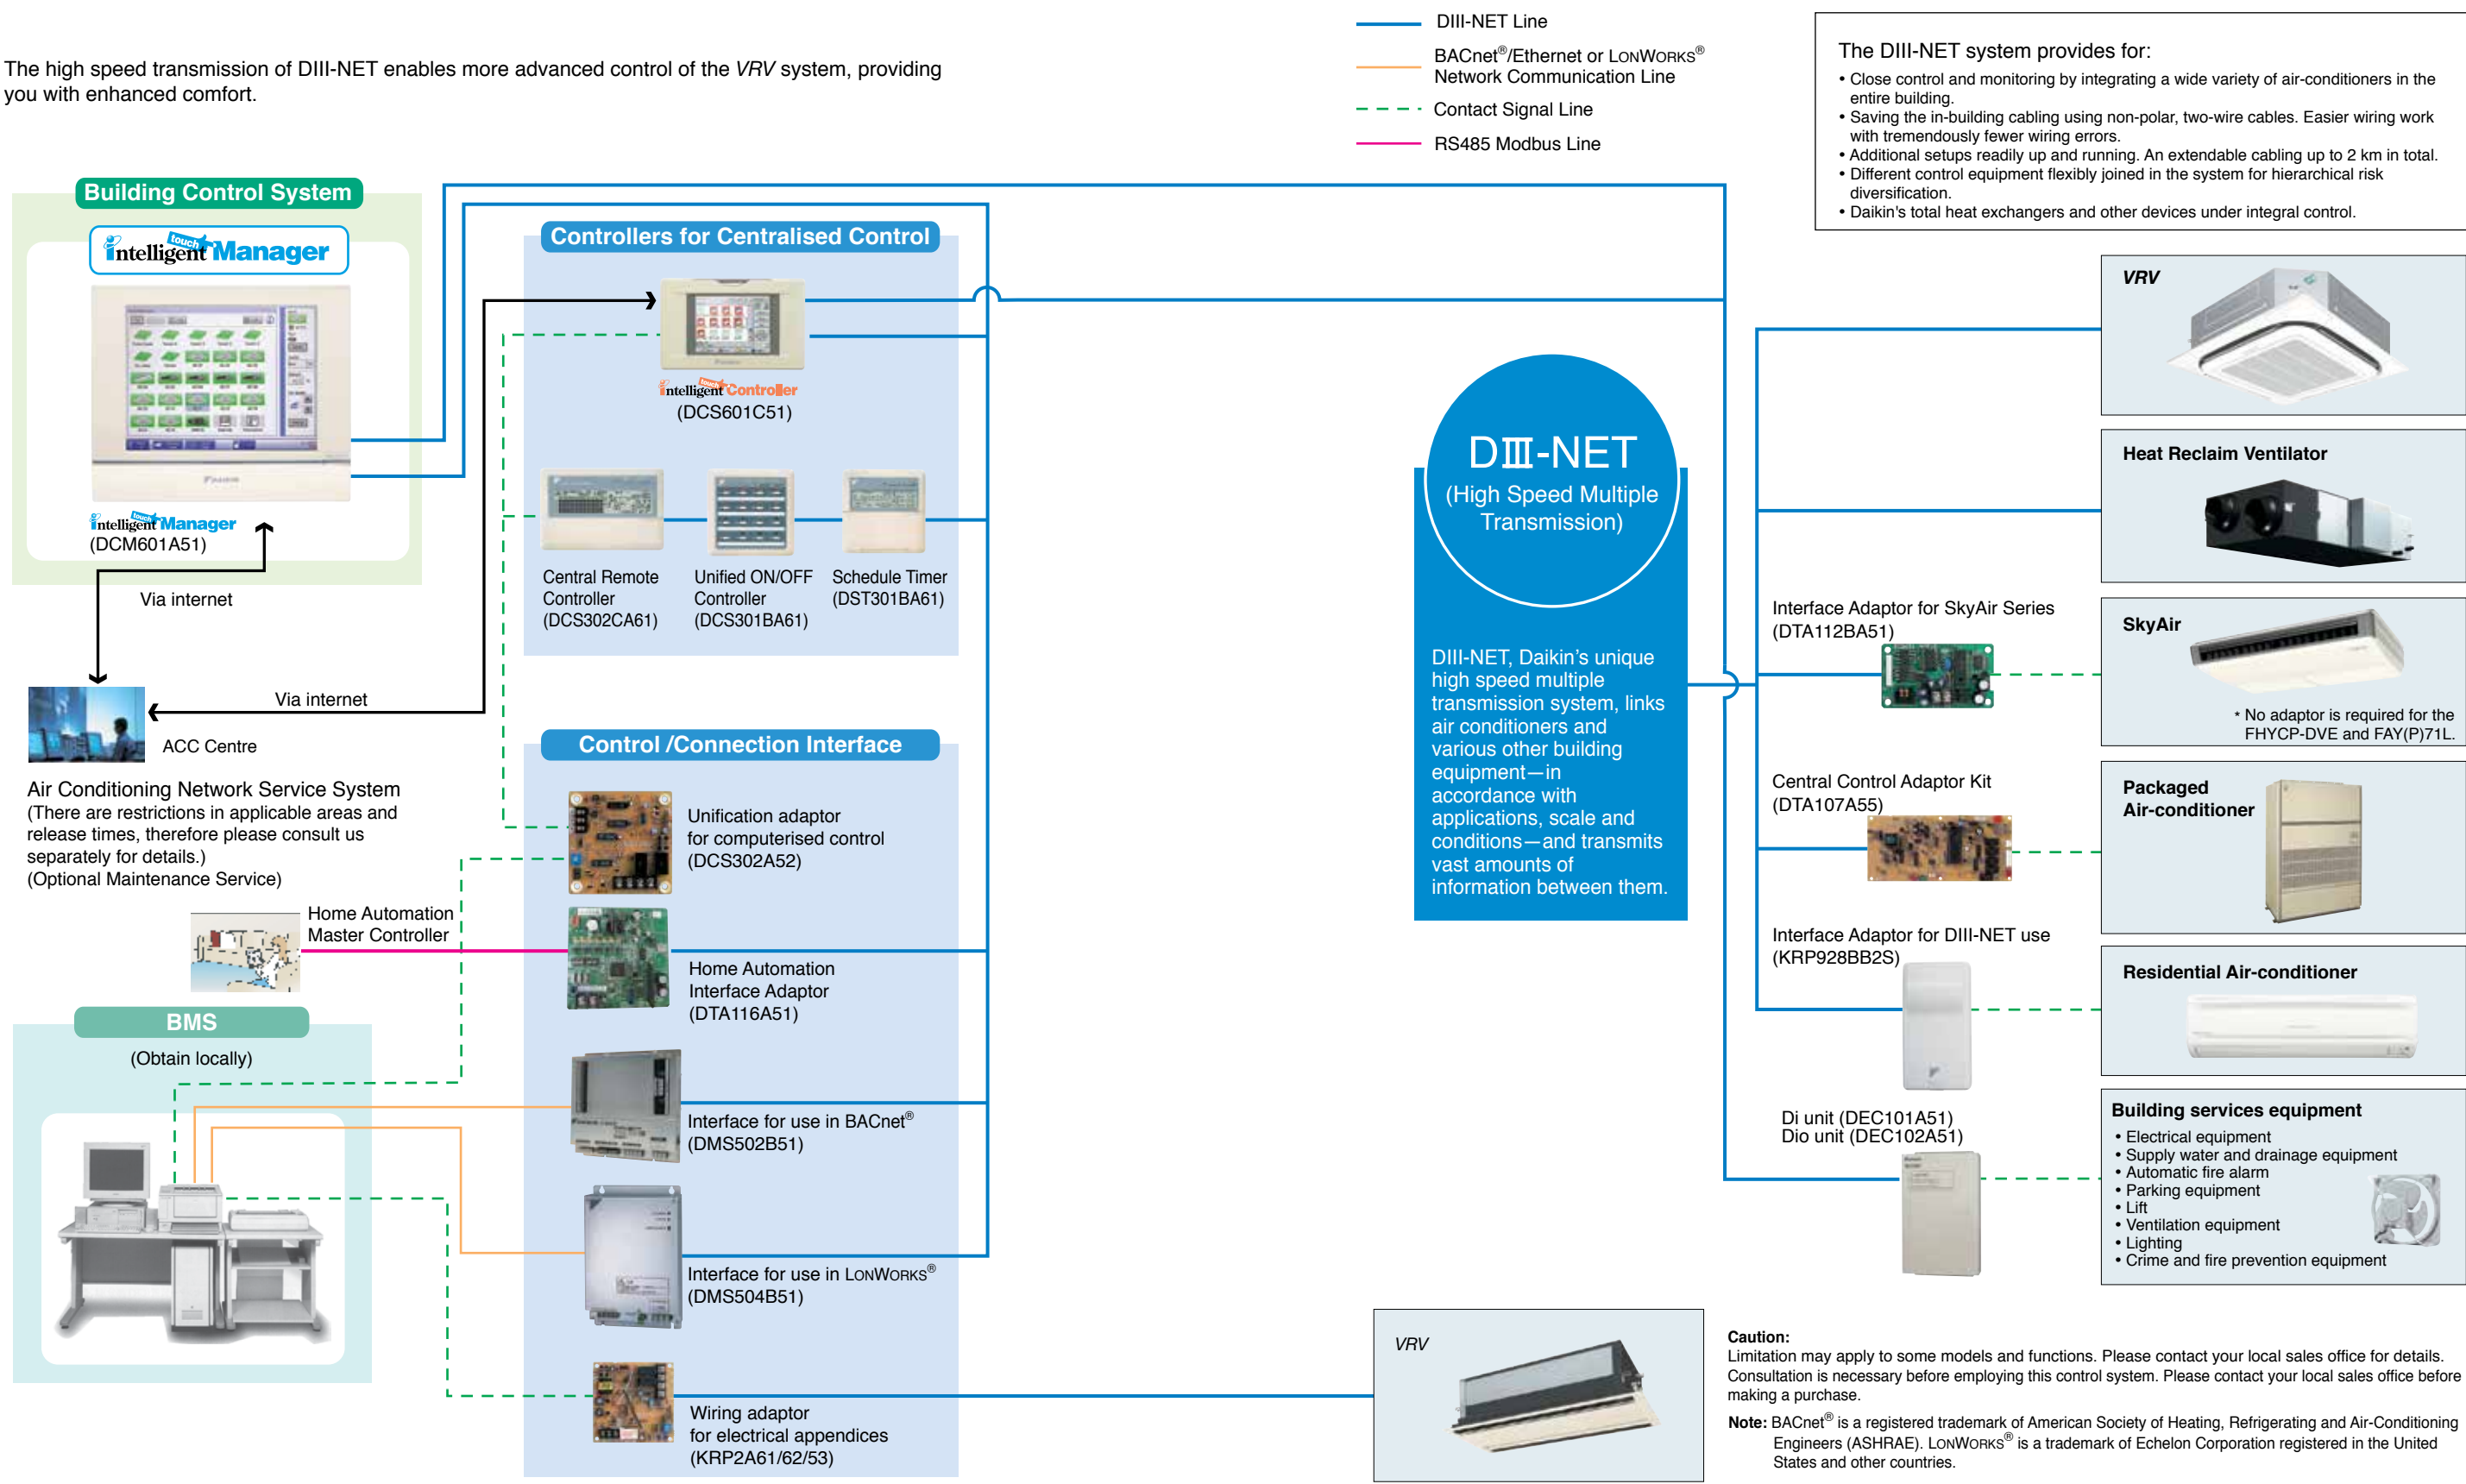 The high speed transmission of DIII-NET enables more advanced control of the VRV system, providing
you with enhanced comfort.
DIII-NET Line
BACnet®/Ethernet or LONWORKS®
Network Communication Line
Contact Signal Line
RS485 Modbus Line
The DIII-NET system provides for:
• Close control and monitoring by integrating a wide variety of air-conditioners in the
entire building.
• Saving the in-building cabling using non-polar, two-wire cables. Easier wiring work
with tremendously fewer wiring errors.
• Additional setups readily up and running. An extendable cabling up to 2 km in total.
• Different control equipment flexibly joined in the system for hierarchical risk
diversification.
• Daikin's total heat exchangers and other devices under integral control.
Building Control System
intelligent touch Manager
DAIKIN
intelligent touch Manager
(DCM601A51)
Via internet
Via internet
ACC Centre
Air Conditioning Network Service System
(There are restrictions in applicable areas and
release times, therefore please consult us
separately for details.)
(Optional Maintenance Service)
Home Automation
Master Controller
BMS
(Obtain locally)
Controllers for Centralised Control
intelligent touch Controller
(DCS601C51)
Central Remote
Controller
(DCS302CA61)
Unified ON/OFF
Controller
(DCS301BA61)
Schedule Timer
(DST301BA61)
Control /Connection Interface
Unification adaptor
for computerised control
(DCS302A52)
Home Automation
Interface Adaptor
(DTA116A51)
Interface for use in BACnet®
(DMS502B51)
Interface for use in LONWORKS®
(DMS504B51)
Wiring adaptor
for electrical appendices
(KRP2A61/62/53)
DIII-NET
(High Speed Multiple
Transmission)
DIII-NET, Daikin's unique
high speed multiple
transmission system, links
air conditioners and
various other building
equipment—in
accordance with
applications, scale and
conditions—and transmits
vast amounts of
information between them.
VRV
Heat Reclaim Ventilator
Interface Adaptor for SkyAir Series
(DTA112BA51)
SkyAir
* No adaptor is required for the
FHYCP-DVE and FAY(P)71L.
Central Control Adaptor Kit
(DTA107A55)
Packaged
Air-conditioner
Interface Adaptor for DIII-NET use
(KRP928BB2S)
Residential Air-conditioner
Di unit (DEC101A51)
Dio unit (DEC102A51)
Building services equipment
• Electrical equipment
• Supply water and drainage equipment
• Automatic fire alarm
• Parking equipment
• Lift
• Ventilation equipment
• Lighting
• Crime and fire prevention equipment
VRV
Caution:
Limitation may apply to some models and functions. Please contact your local sales office for details.
Consultation is necessary before employing this control system. Please contact your local sales office before
making a purchase.
Note: BACnet® is a registered trademark of American Society of Heating, Refrigerating and Air-Conditioning
Engineers (ASHRAE). LONWORKS® is a trademark of Echelon Corporation registered in the United
States and other countries.